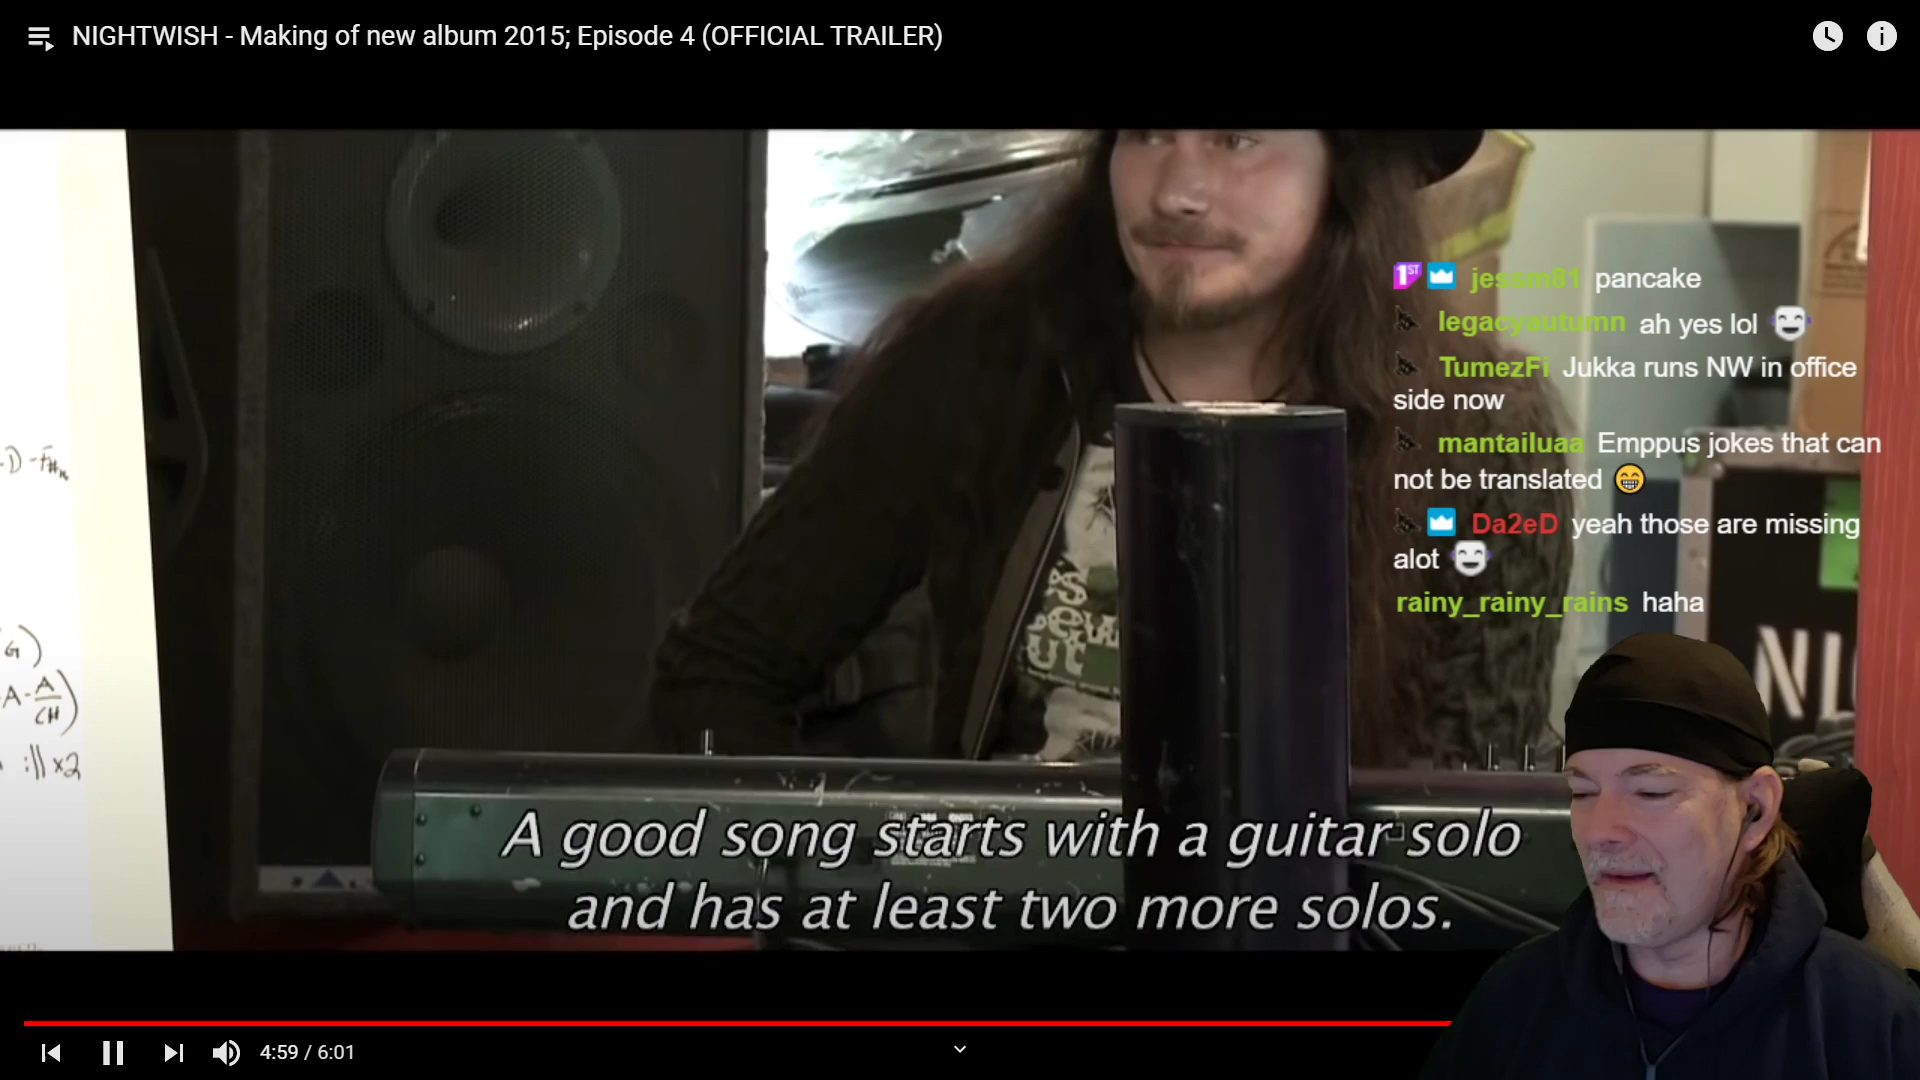 NIGHTWISH - Making of new album 2015; Episode 4 (OFFICIAL TRAILER)
1ST jessm81 pancake
legacyautumn ah yes lol
TumezFi Jukka runs NW in office
side now
mantailuaa Emppus jokes that can
not be translated
Da2eD yeah those are missing
alot
rainy_rainy_rains haha
G)
A - A/CH)
:|| x2
A good song starts with a guitar solo
and has at least two more solos.
4:59 / 6:01